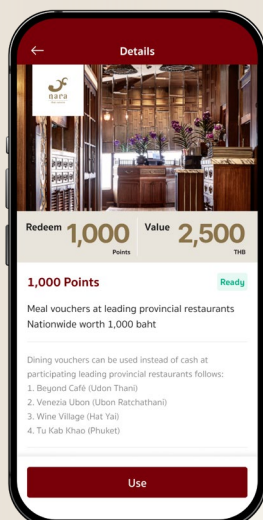 Details
nara
Redeem 1,000 Points
Value 2,500 THB
1,000 Points
Ready
Meal vouchers at leading provincial restaurants
Nationwide worth 1,000 baht
Dining vouchers can be used instead of cash at
participating leading provincial restaurants follows:
1. Beyond Café (Udon Thani)
2. Venezia Ubon (Ubon Ratchathani)
3. Wine Village (Hat Yai)
4. Tu Kab Khao (Phuket)
Use